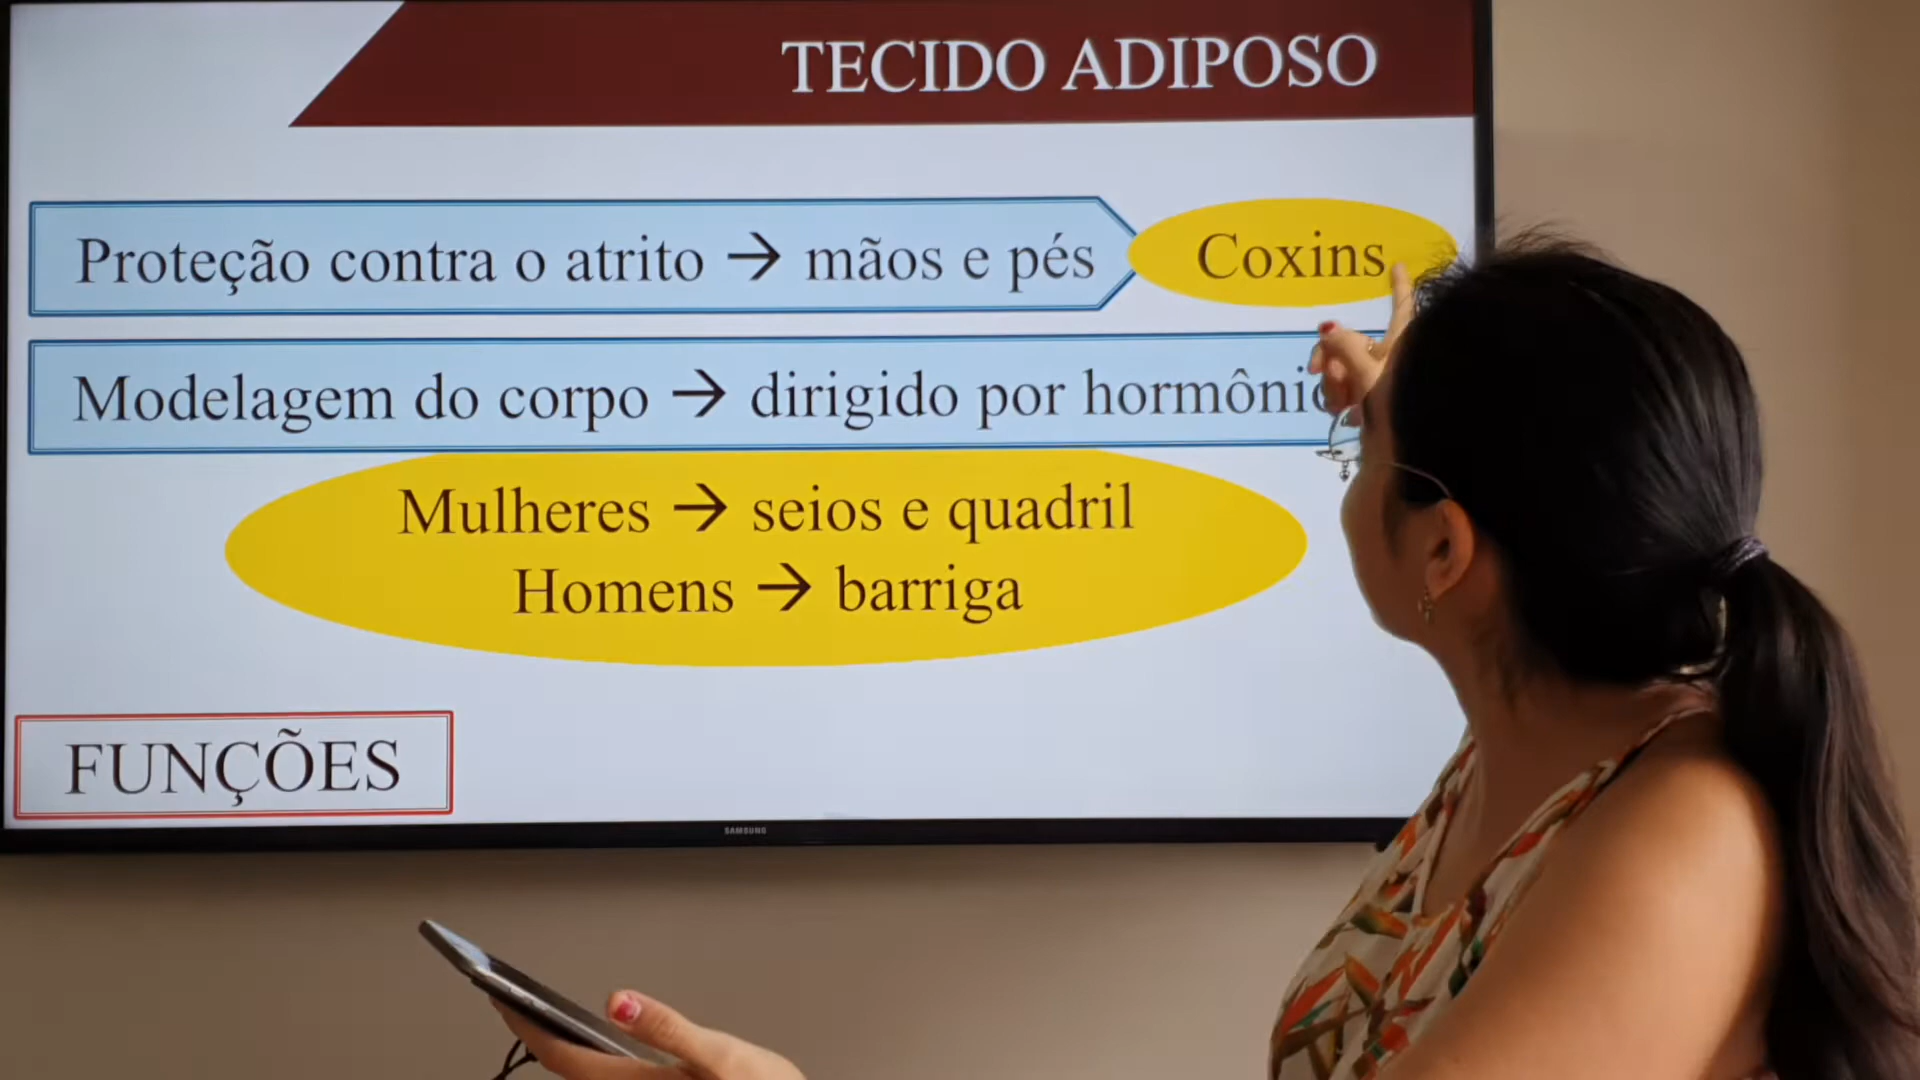 TECIDO ADIPOSO
Proteção contra o atrito → mãos e pés
Coxins
Modelagem do corpo → dirigido por
Mulheres → seios e quadril
Homens → barriga
FUNÇÕES
SAMSUNG